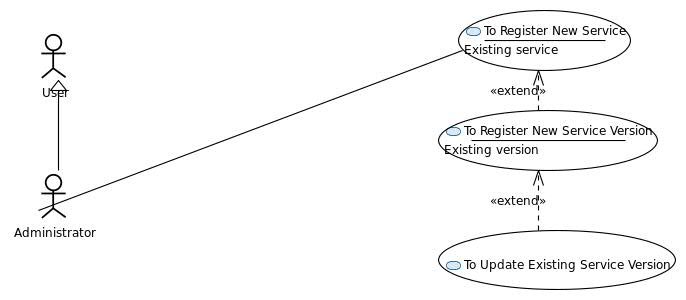 To Register New Service
Existing service
User
«extend»
To Register New Service Version
Existing version
«extend»
Administrator
To Update Existing Service Version